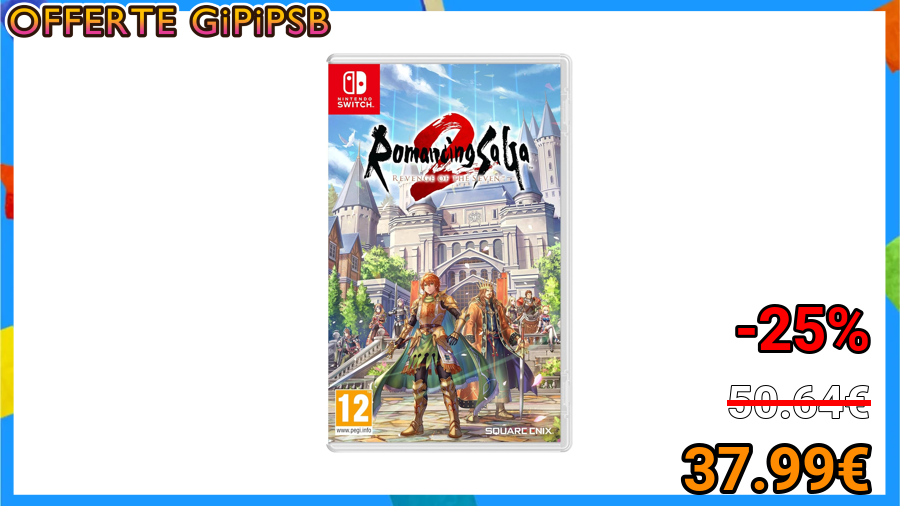 OFFERTE GiPiPSB
NINTENDO
SWITCH.
Romancing SaGa
2
REVENGE OF THE SEVEN
12
www.pegi.info
SQUARE ENIX
-25%
50.64€
37.99€